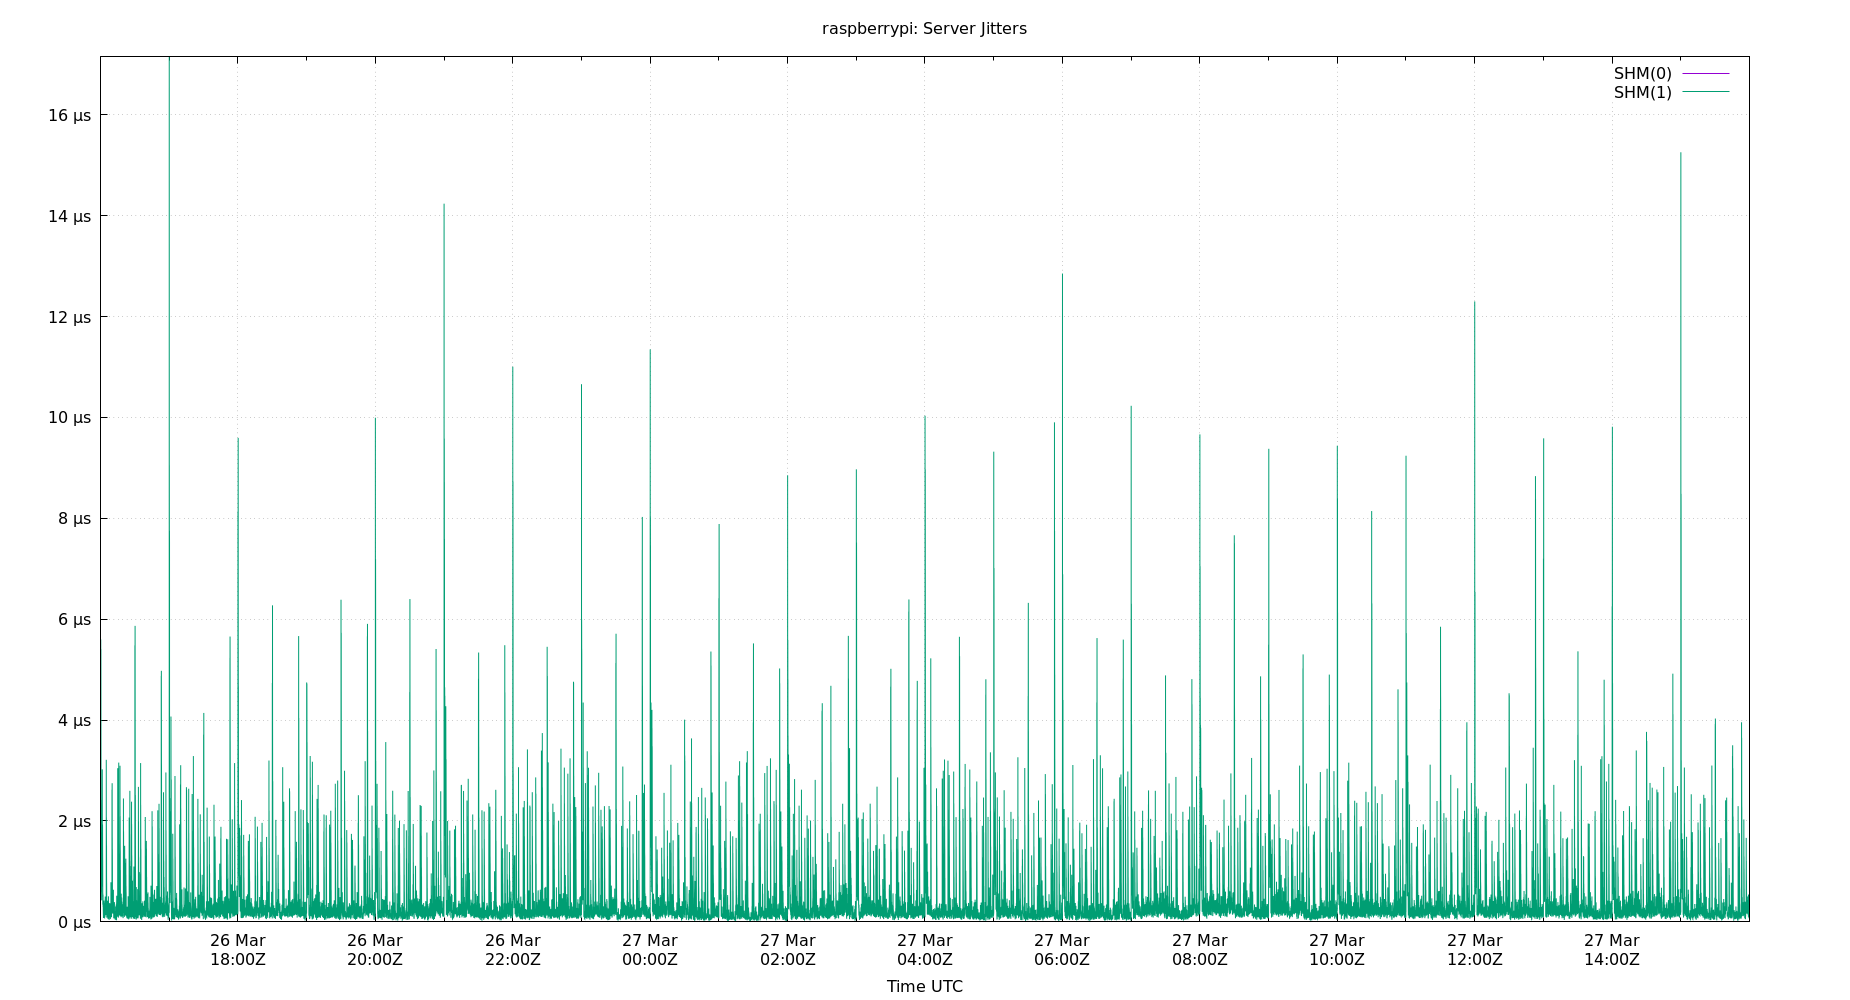 raspberrypi: Server Jitters
SHM(0)
SHM(1)
16 µs
14 µs
12 µs
10 µs
8 µs
6 µs
4 µs
2 µs
0 µs
26 Mar 26 Mar 26 Mar 27 Mar 27 Mar 27 Mar 27 Mar 27 Mar 27 Mar 27 Mar 27 Mar
18:00Z 20:00Z 22:00Z 00:00Z 02:00Z 04:00Z 06:00Z 08:00Z 10:00Z 12:00Z 14:00Z
Time UTC